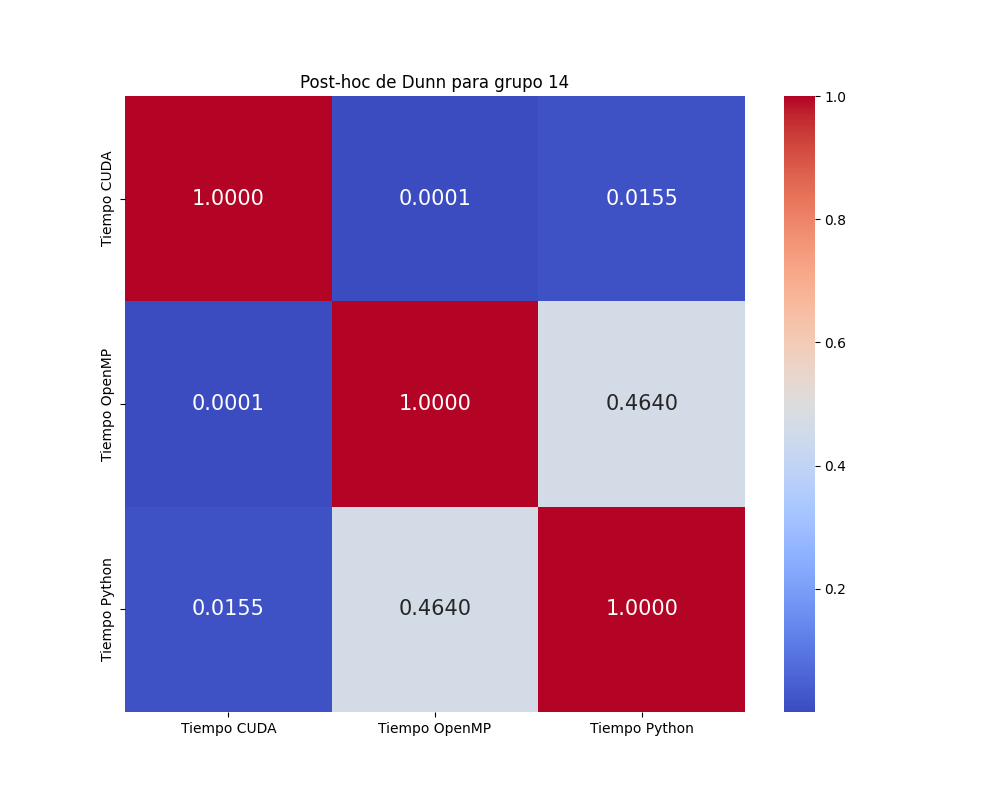 Post-hoc de Dunn para grupo 14
Tiempo CUDA
1.0000
0.0001
0.0155
Tiempo OpenMP
0.0001
1.0000
0.4640
Tiempo Python
0.0155
0.4640
1.0000
Tiempo CUDA
Tiempo OpenMP
Tiempo Python
1.0
0.8
0.6
0.4
0.2